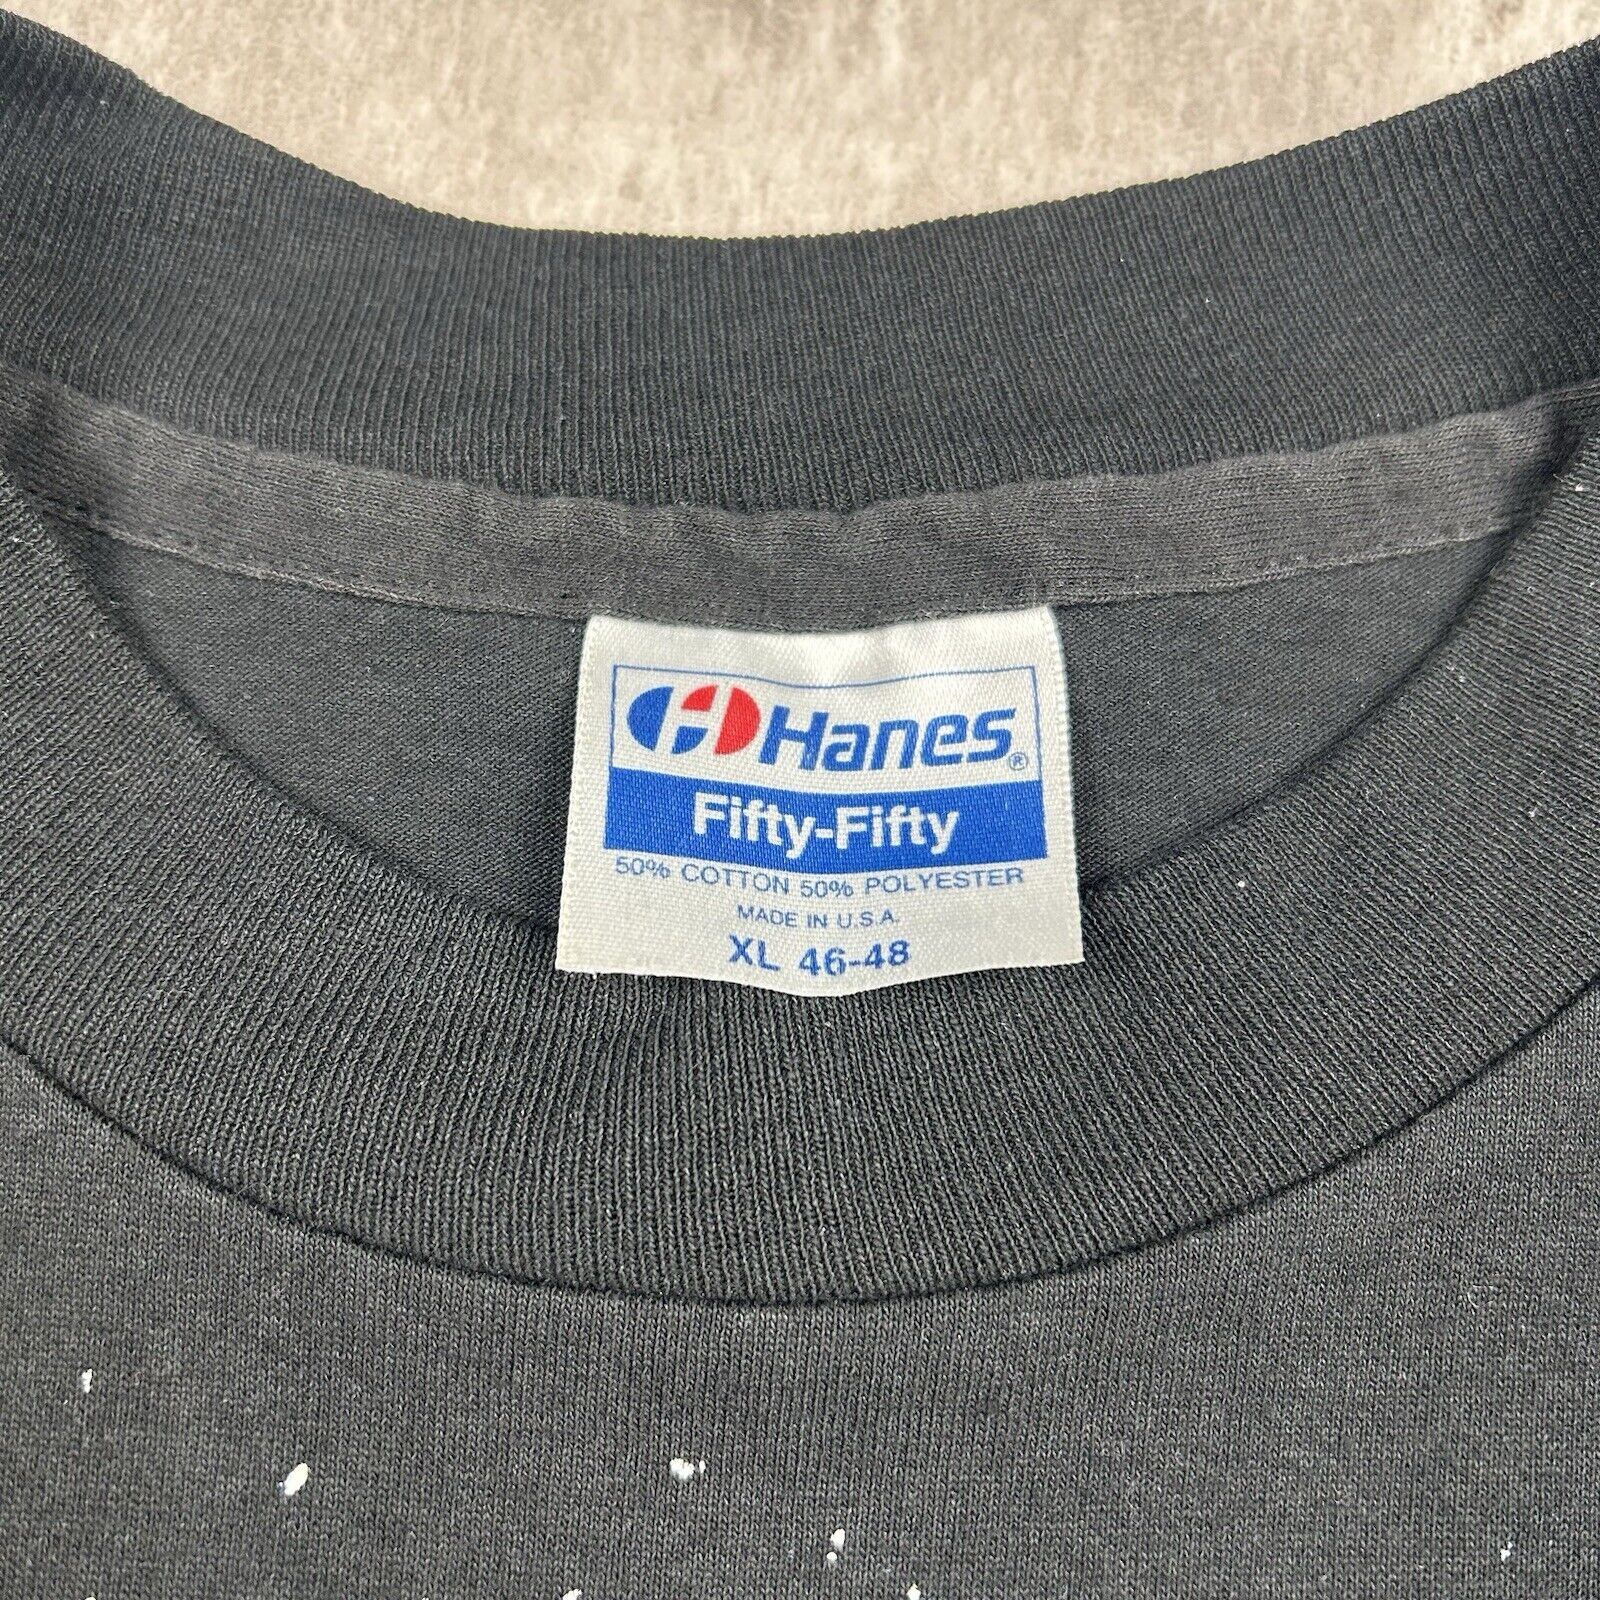 Hanes®
Fifty-Fifty
50% COTTON 50% POLYESTER
MADE IN U.S.A.
XL 46-48